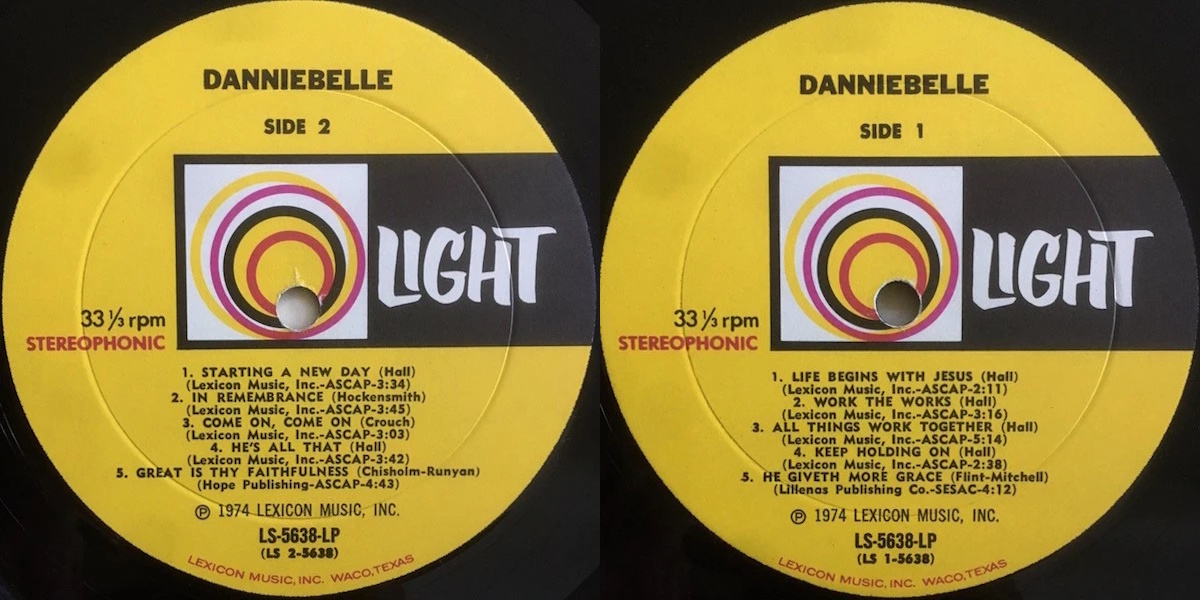 DANNIEBELLE
SIDE 2
LIGHT
33 ⅓ rpm
STEREOPHONIC
1. STARTING A NEW DAY (Hall)
(Lexicon Music, Inc.-ASCAP-3:34)
2. IN REMEMBRANCE (Hockensmith)
(Lexicon Music, Inc.-ASCAP-3:45)
3. COME ON, COME ON (Crouch)
(Lexicon Music, Inc.-ASCAP-3:03)
4. HE'S ALL THAT (Hall)
(Lexicon Music, Inc.-ASCAP-3:42)
5. GREAT IS THY FAITHFULNESS (Chisholm-Runyan)
(Hope Publishing-ASCAP-4:43)
℗ 1974 LEXICON MUSIC, INC.
LS-5638-LP
(LS 2-5638)
LEXICON MUSIC, INC. WACO, TEXAS
DANNIEBELLE
SIDE 1
LIGHT
33 ⅓ rpm
STEREOPHONIC
1. LIFE BEGINS WITH JESUS (Hall)
(Lexicon Music, Inc.-ASCAP-2:11)
2. WORK THE WORKS (Hall)
(Lexicon Music, Inc.-ASCAP-3:16)
3. ALL THINGS WORK TOGETHER (Hall)
(Lexicon Music, Inc.-ASCAP-5:14)
4. KEEP HOLDING ON (Hall)
(Lexicon Music, Inc.-ASCAP-2:38)
5. HE GIVETH MORE GRACE (Flint-Mitchell)
(Lillenas Publishing Co.-SESAC-4:12)
℗ 1974 LEXICON MUSIC, INC.
LS-5638-LP
(LS 1-5638)
LEXICON MUSIC, INC. WACO, TEXAS